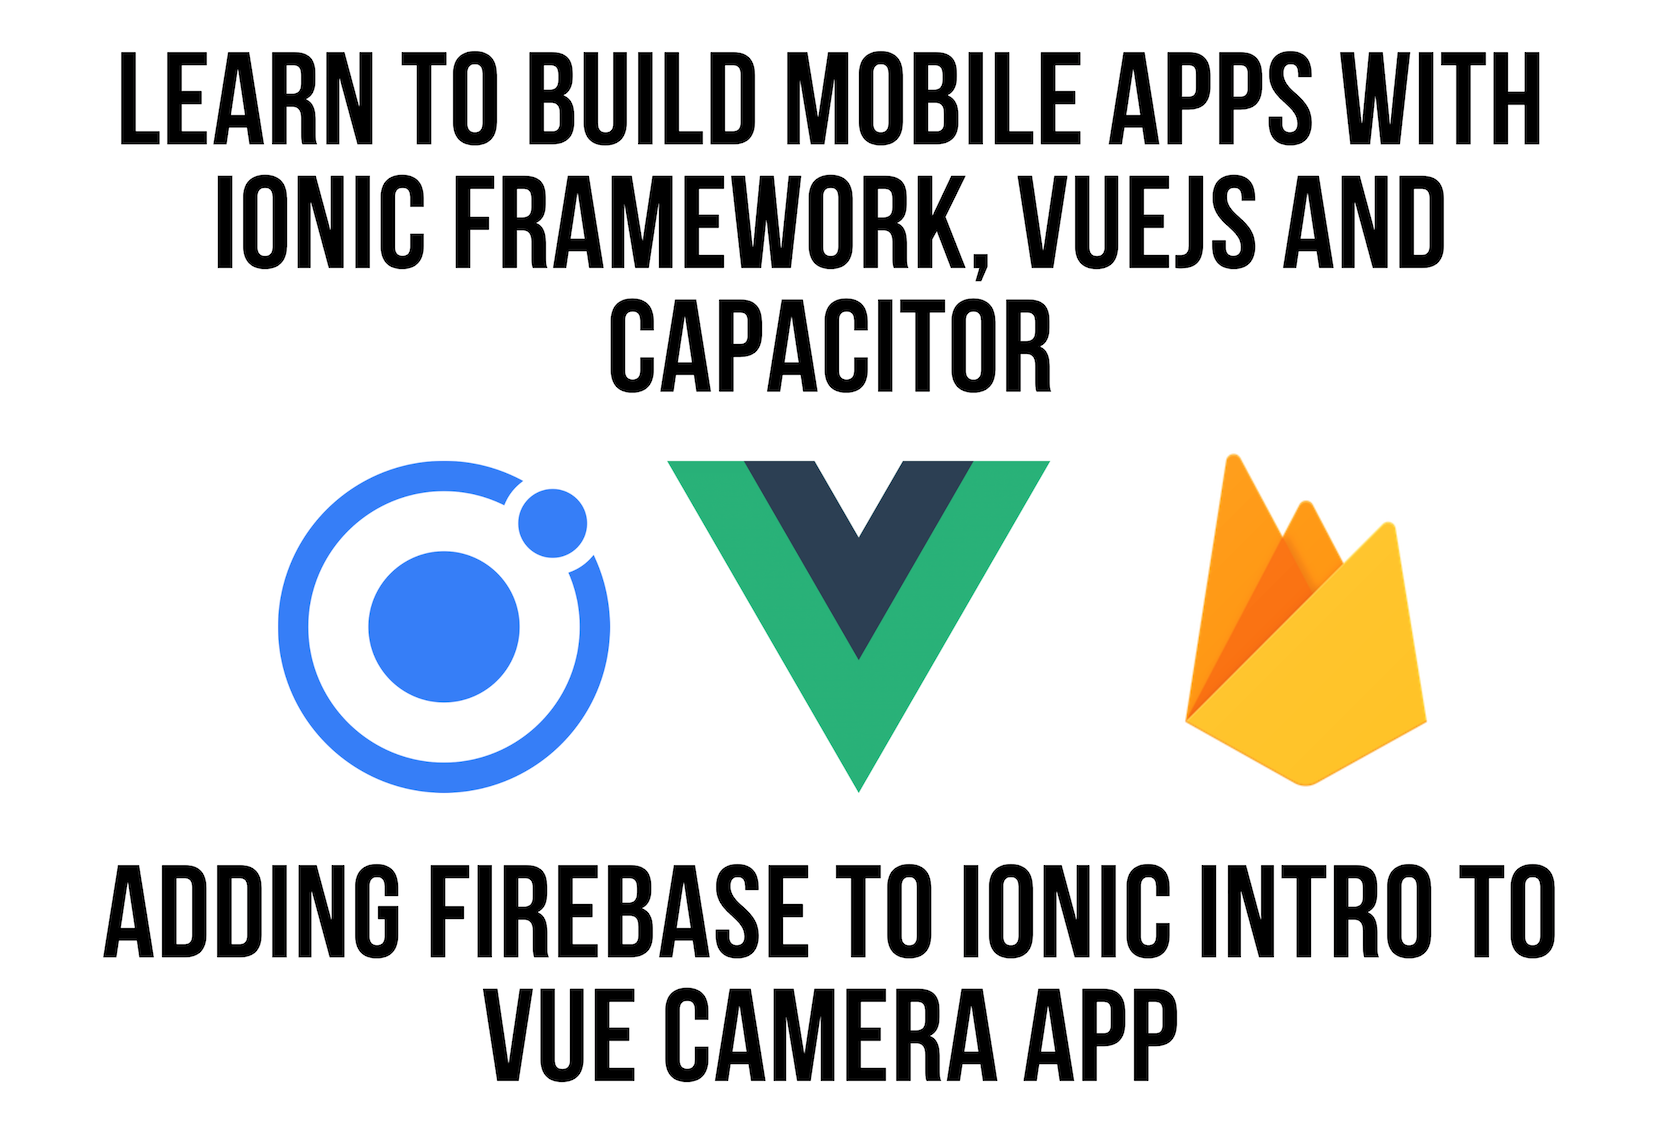 LEARN TO BUILD MOBILE APPS WITH
IONIC FRAMEWORK, VUEJS AND
CAPACITOR
ADDING FIREBASE TO IONIC INTRO TO
VUE CAMERA APP